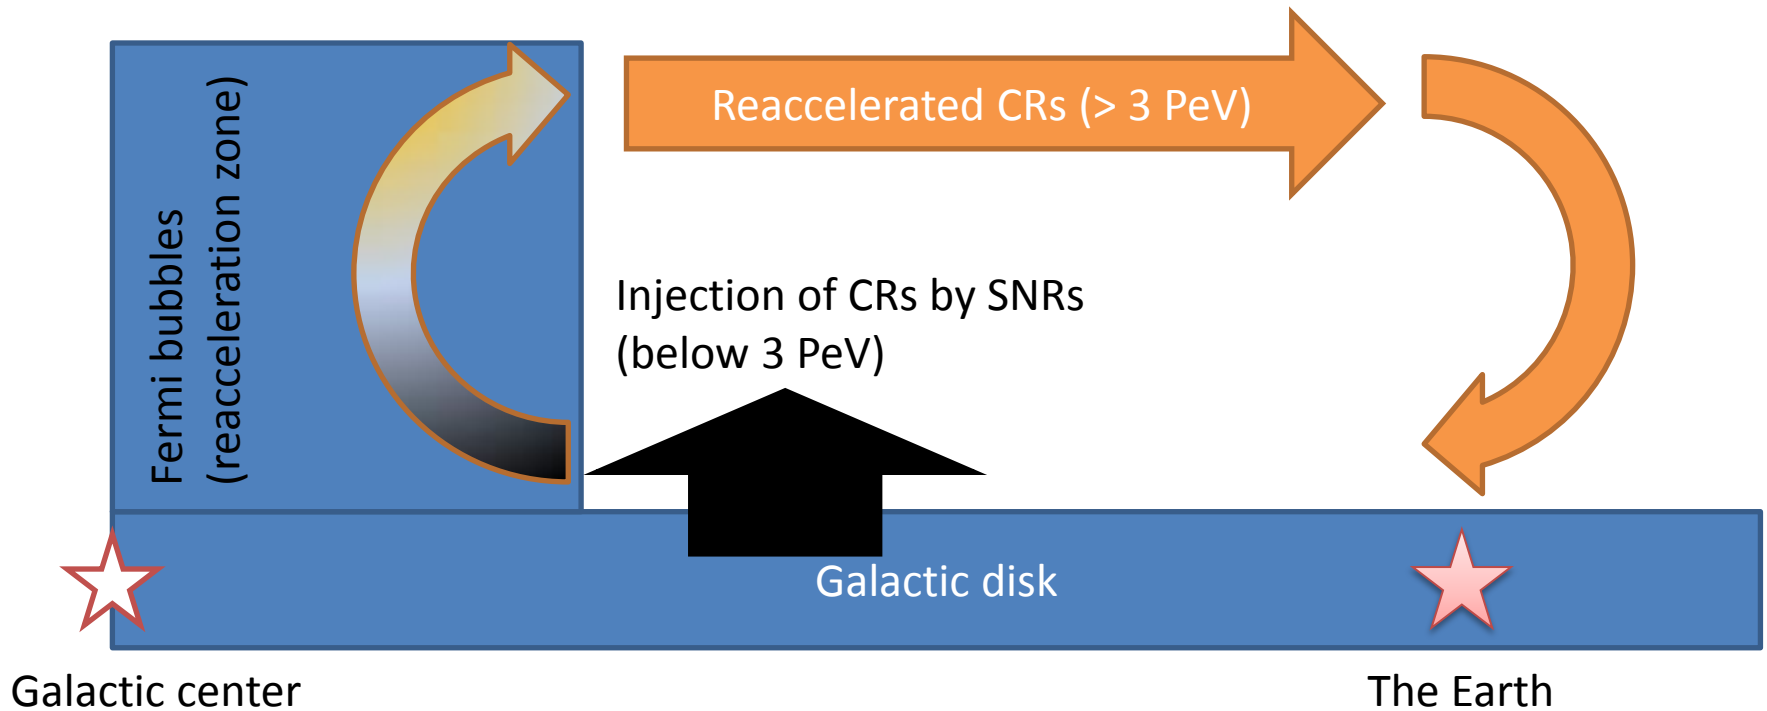 Fermi bubbles
(reacceleration zone)
Reaccelerated CRs (> 3 PeV)
Injection of CRs by SNRs
(below 3 PeV)
Galactic disk
Galactic center
The Earth